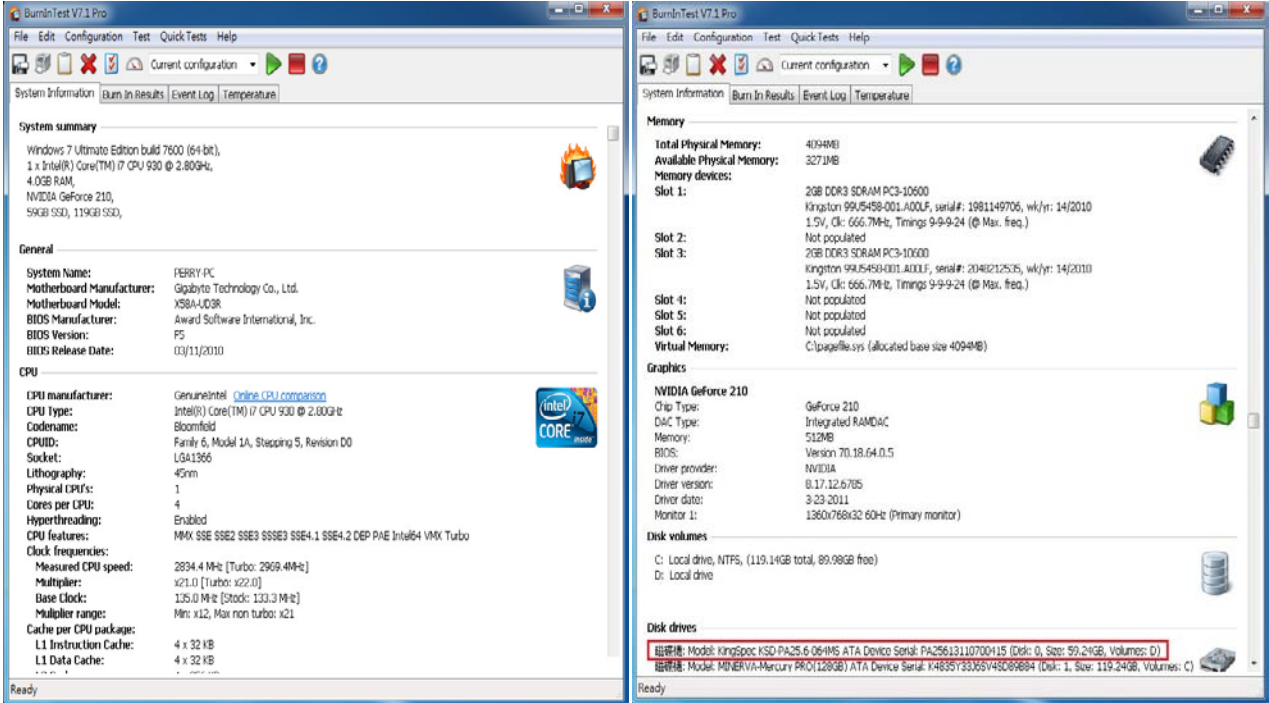 BurnInTest V7.1 Pro
File Edit Configuration Test Quick Tests Help
Current configuration
System Information Burn In Results Event Log Temperature
System summary
Windows 7 Ultimate Edition build 7600 (64-bit),
1 x Intel(R) Core(TM) i7 CPU 930 @ 2.80GHz,
4.0GB RAM,
NVIDIA GeForce 210,
59GB SSD, 119GB SSD,
General
System Name: PERRY-PC
Motherboard Manufacturer: Gigabyte Technology Co., Ltd.
Motherboard Model: X58A-UD3R
BIOS Manufacturer: Award Software International, Inc.
BIOS Version: F5
BIOS Release Date: 03/11/2010
CPU
CPU manufacturer: GenuineIntel Online CPU comparison
CPU Type: Intel(R) Core(TM) i7 CPU 930 @ 2.80GHz
Codename: Bloomfield
CPUID: Family 6, Model 1A, Stepping 5, Revision D0
Socket: LGA1366
Lithography: 45nm
Physical CPU's: 1
Cores per CPU: 4
Hyperthreading: Enabled
CPU features: MMX SSE SSE2 SSE3 SSSE3 SSE4.1 SSE4.2 DEP PAE Intel64 VMX Turbo
Clock frequencies:
Measured CPU speed: 2834.4 MHz [Turbo: 2969.4MHz]
Multiplier: x21.0 [Turbo: x22.0]
Base Clock: 135.0 MHz [Stock: 133.3 MHz]
Muliplier range: Min: x12, Max non turbo: x21
Cache per CPU package:
L1 Instruction Cache: 4 x 32 KB
L1 Data Cache: 4 x 32 KB
(intel) i7
CORE inside
Ready
BurnInTest V7.1 Pro
File Edit Configuration Test Quick Tests Help
Current configuration
System Information Burn In Results Event Log Temperature
Memory
Total Physical Memory: 4094MB
Available Physical Memory: 3271MB
Memory devices:
Slot 1: 2GB DDR3 SDRAM PC3-10600
Kingston 99U5458-001.A00LF, serial#: 1981149706, wk/yr: 14/2010
1.5V, Clk: 666.7MHz, Timings 9-9-9-24 (@ Max. freq.)
Slot 2: Not populated
Slot 3: 2GB DDR3 SDRAM PC3-10600
Kingston 99U5458-001.A00LF, serial#: 2048212535, wk/yr: 14/2010
1.5V, Clk: 666.7MHz, Timings 9-9-9-24 (@ Max. freq.)
Slot 4: Not populated
Slot 5: Not populated
Slot 6: Not populated
Virtual Memory: C:\pagefile.sys (allocated base size 4094MB)
Graphics
NVIDIA GeForce 210
Chip Type: GeForce 210
DAC Type: Integrated RAMDAC
Memory: 512MB
BIOS: Version 70.18.64.0.5
Driver provider: NVIDIA
Driver version: 8.17.12.6785
Driver date: 3-23-2011
Monitor 1: 1360x768x32 60Hz (Primary monitor)
Disk volumes
C: Local drive, NTFS, (119.14GB total, 89.98GB free)
D: Local drive
Disk drives
磁碟機: Model: KingSpec KSD-PA25.6-064MS ATA Device Serial: PA25613110700415 (Disk: 0, Size: 59.24GB, Volumes: D)
磁碟機: Model: MINERVA-Mercury PRO(128GB) ATA Device Serial: K4835Y33J6SV4SD89884 (Disk: 1, Size: 119.24GB, Volumes: C)
Ready